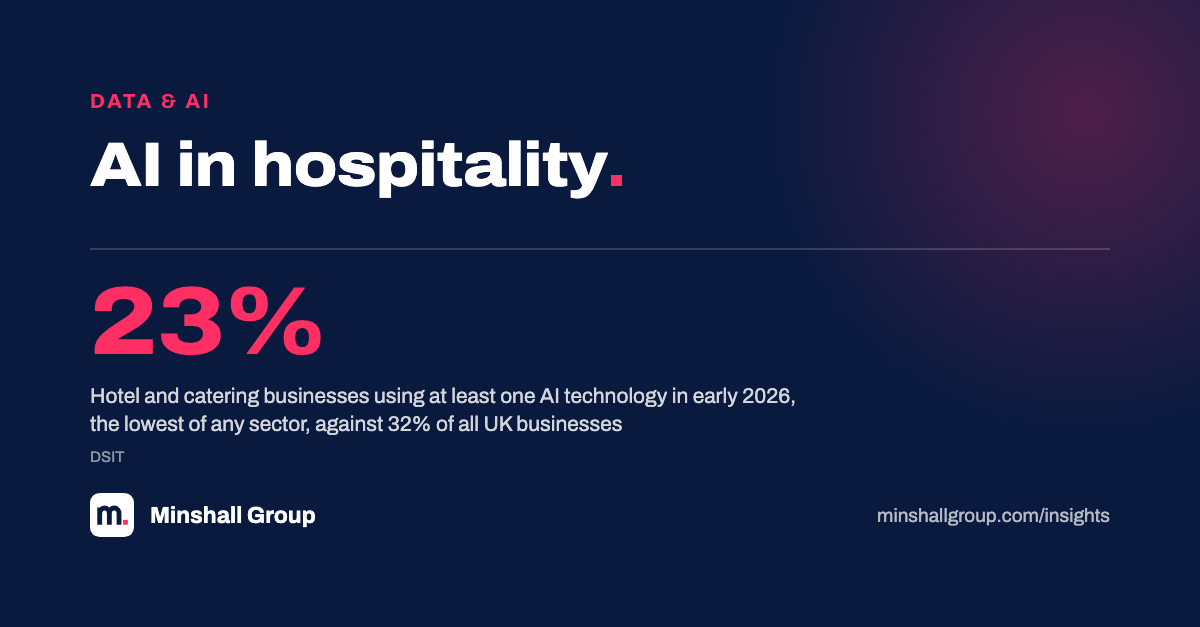 DATA & AI
AI in hospitality.
23%
Hotel and catering businesses using at least one AI technology in early 2026,
the lowest of any sector, against 32% of all UK businesses
DSIT
m. Minshall Group
minshallgroup.com/insights